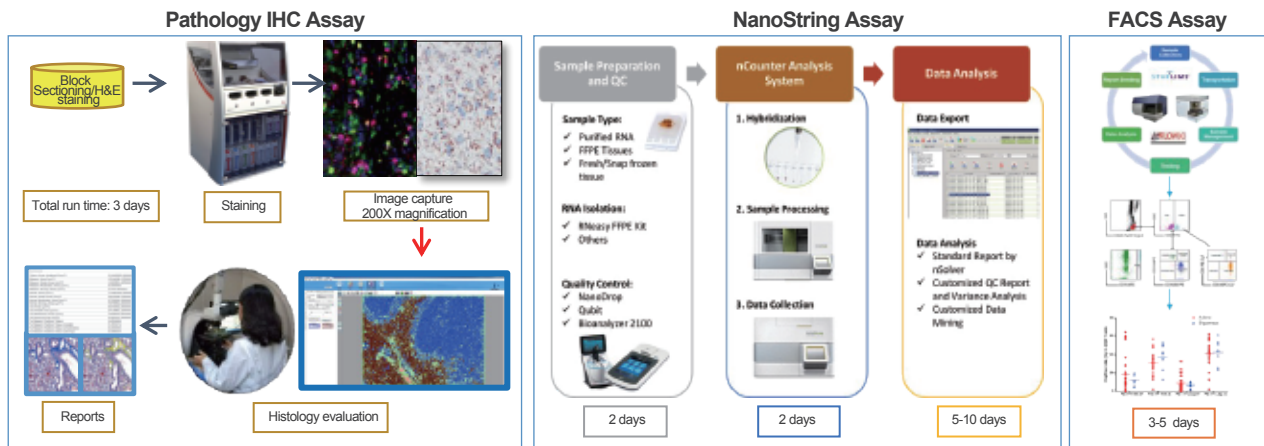 Pathology IHC Assay
NanoString Assay
FACS Assay
Block
Sectioning/H&E
staining
Total run time: 3 days
Staining
Image capture
200X magnification
Reports
Histology evaluation
Sample Preparation
and QC
Sample Type:
✓ Purified RNA
✓ FFPE Tissues
✓ Fresh/Snap frozen
tissue
RNA Isolation:
✓ RNeasy FFPE Kit
✓ Others
Quality Control:
✓ NanoDrop
✓ Qubit
✓ Bioanalyzer 2100
2 days
nCounter Analysis
System
1. Hybridization
2. Sample Processing
3. Data Collection
2 days
Data Analysis
Data Export
Data Analysis
✓ Standard Report by
nSolver
✓ Customized QC Report
and Variance Analysis
✓ Customized Data
Mining
5-10 days
Transportation
Data Analysis
3-5 days